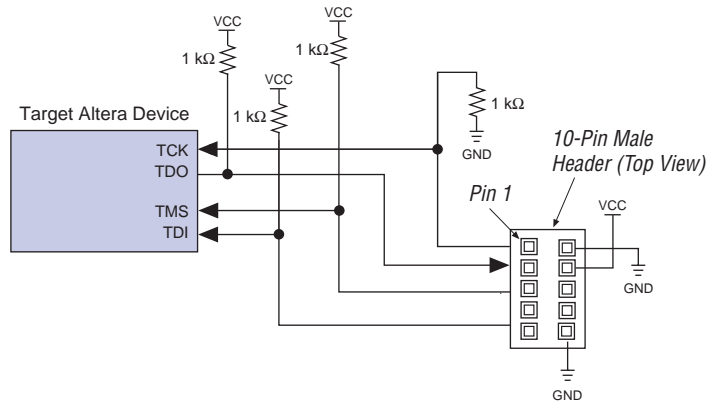 VCC
VCC
1 kΩ
1 kΩ
VCC
1 kΩ
1 kΩ
Target Altera Device
GND
TCK
TDO
TMS
TDI
10-Pin Male
Header (Top View)
Pin 1
VCC
GND
GND